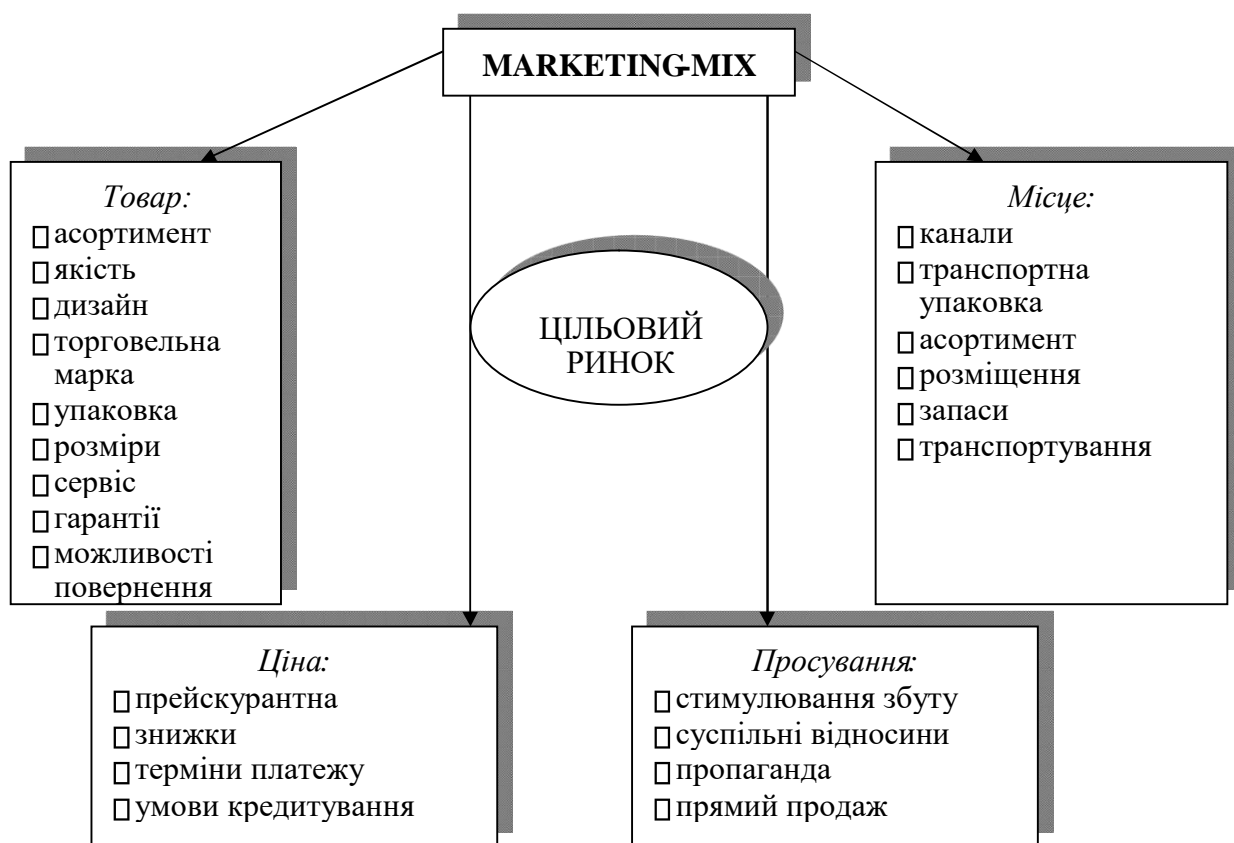 MARKETING-MIX
Товар:
асортимент
якість
дизайн
торговельна
марка
упаковка
розміри
сервіс
гарантії
можливості
повернення
ЦІЛЬОВИЙ
РИНОК
Місце:
канали
транспортна
упаковка
асортимент
розміщення
запаси
транспортування
Ціна:
прейскурантна
знижки
терміни платежу
умови кредитування
Просування:
стимулювання збуту
суспільні відносини
пропаганда
прямий продаж